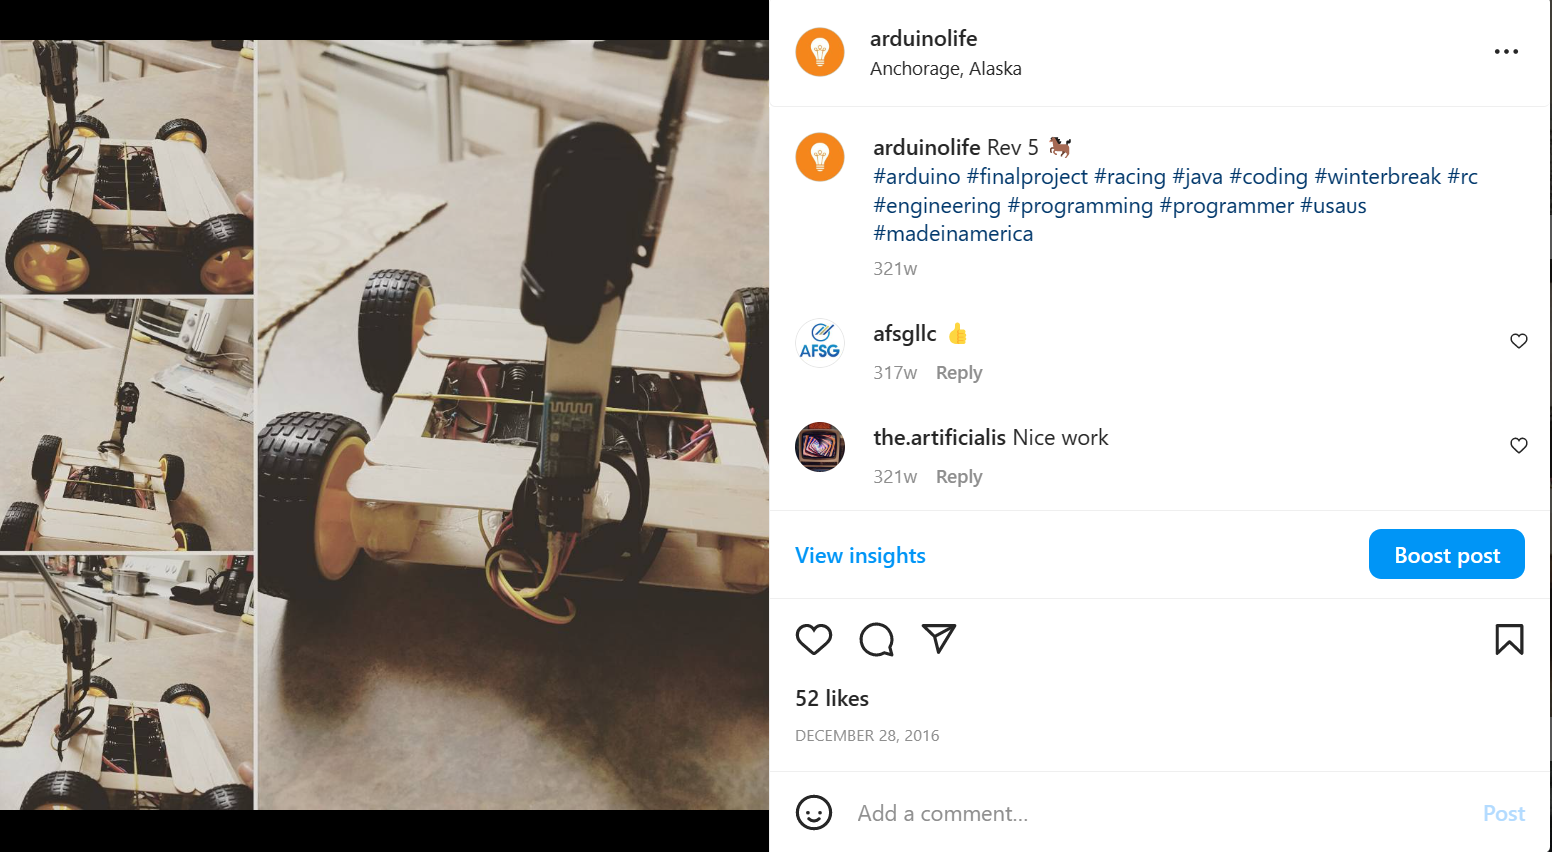 arduinolife
Anchorage, Alaska
arduinolife Rev 5 🐎
#arduino #finalproject #racing #java #coding #winterbreak #rc
#engineering #programming #programmer #usaus
#madeinamerica
321w
AFSG
afsgllc 👍
317w Reply
the.artificialis Nice work
321w Reply
View insights
Boost post
52 likes
DECEMBER 28, 2016
Add a comment...
Post